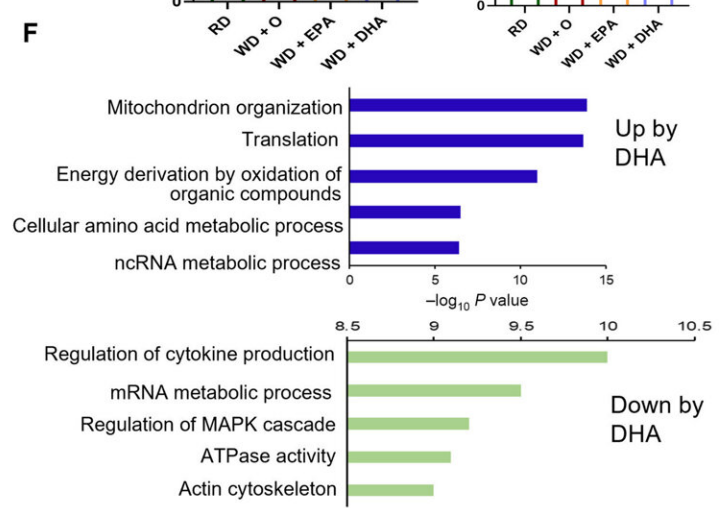 0
0
RD
WD + O
WD + EPA
WD + DHA
RD
WD + O
WD + EPA
WD + DHA
F
Mitochondrion organization
Translation
Energy derivation by oxidation of
organic compounds
Cellular amino acid metabolic process
ncRNA metabolic process
Up by
DHA
0 5 10 15
–log10 P value
8.5 9 9.5 10 10.5
Regulation of cytokine production
mRNA metabolic process
Regulation of MAPK cascade
ATPase activity
Actin cytoskeleton
Down by
DHA